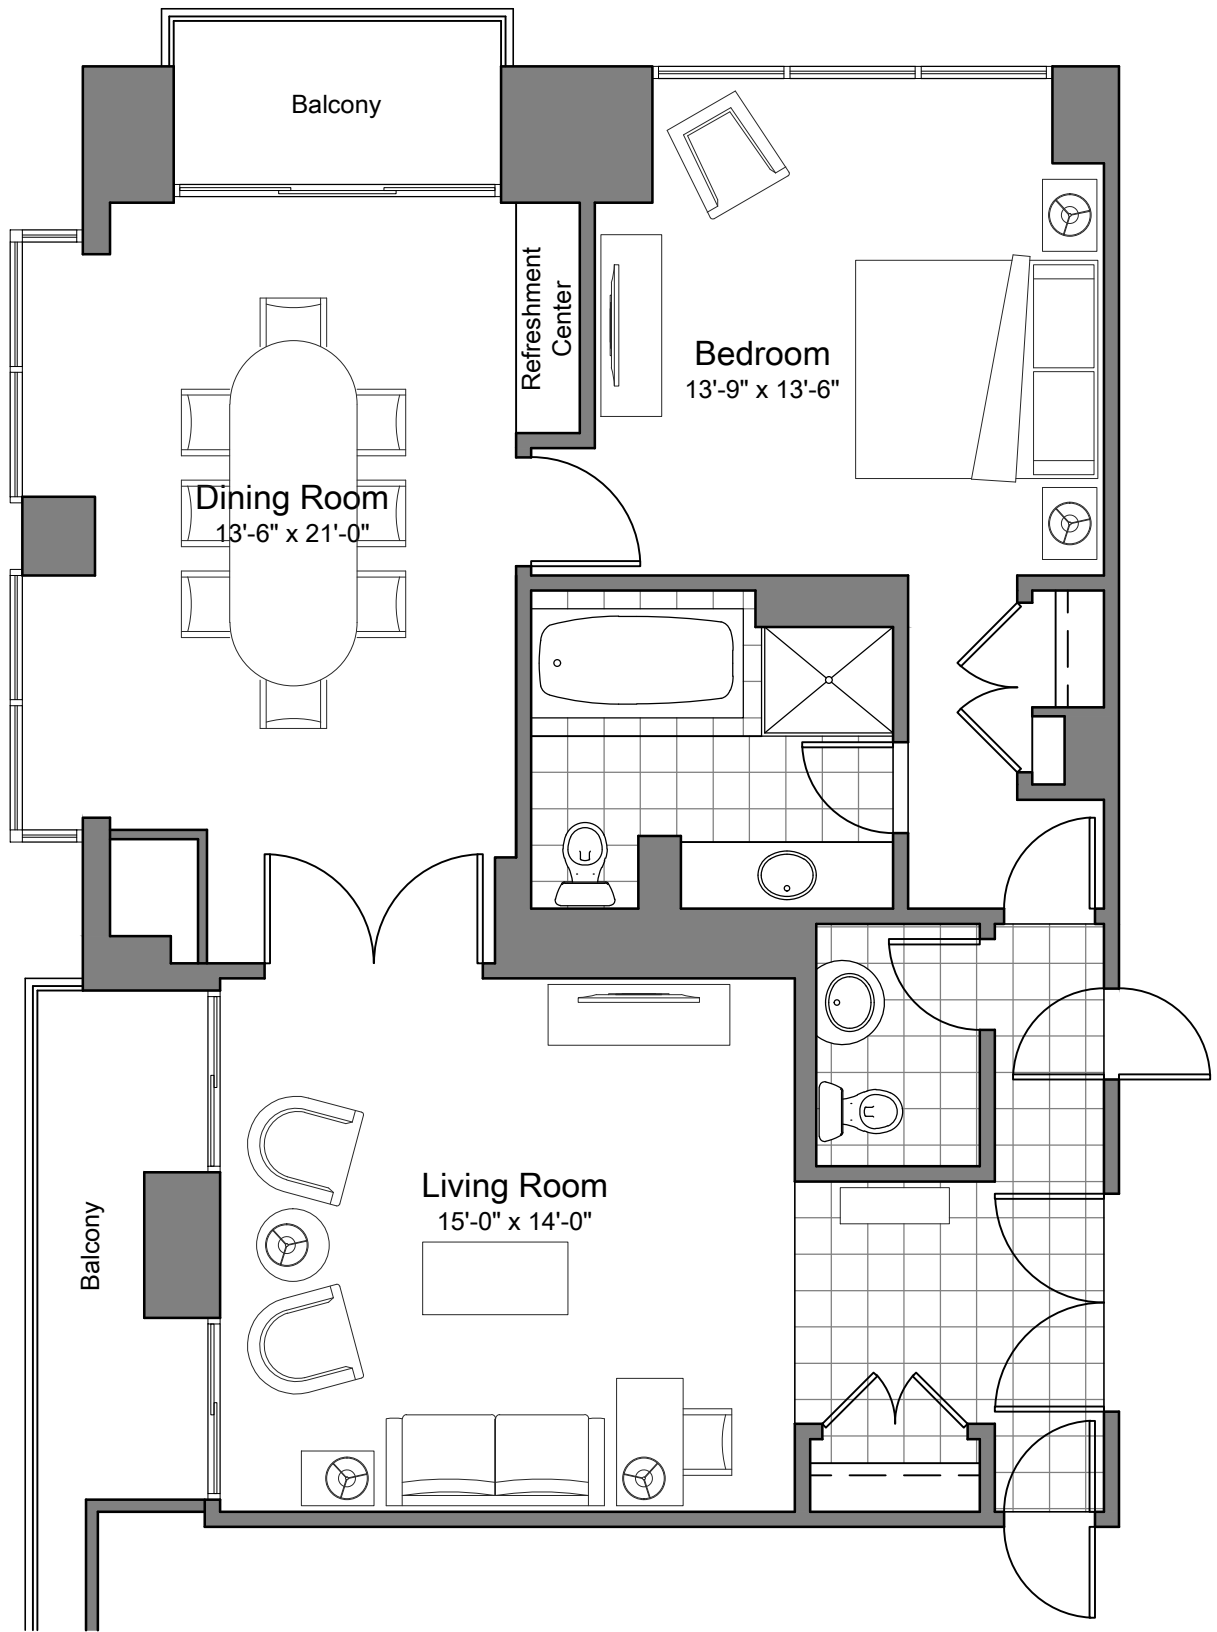 Balcony
Refreshment
Center
Bedroom
13'-9" x 13'-6"
Dining Room
13'-6" x 21'-0"
Living Room
15'-0" x 14'-0"
Balcony